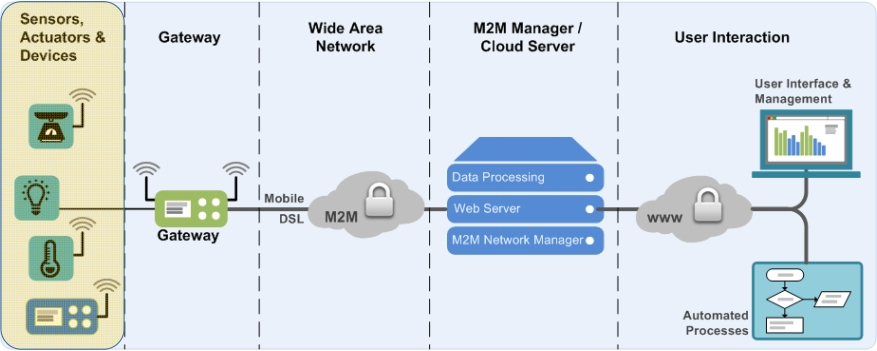 Sensors,
Actuators &
Devices
Gateway
Wide Area
Network
M2M Manager /
Cloud Server
User Interaction
User Interface &
Management
Data Processing
Web Server
M2M Network Manager
Mobile
DSL
M2M
Gateway
www
Automated
Processes